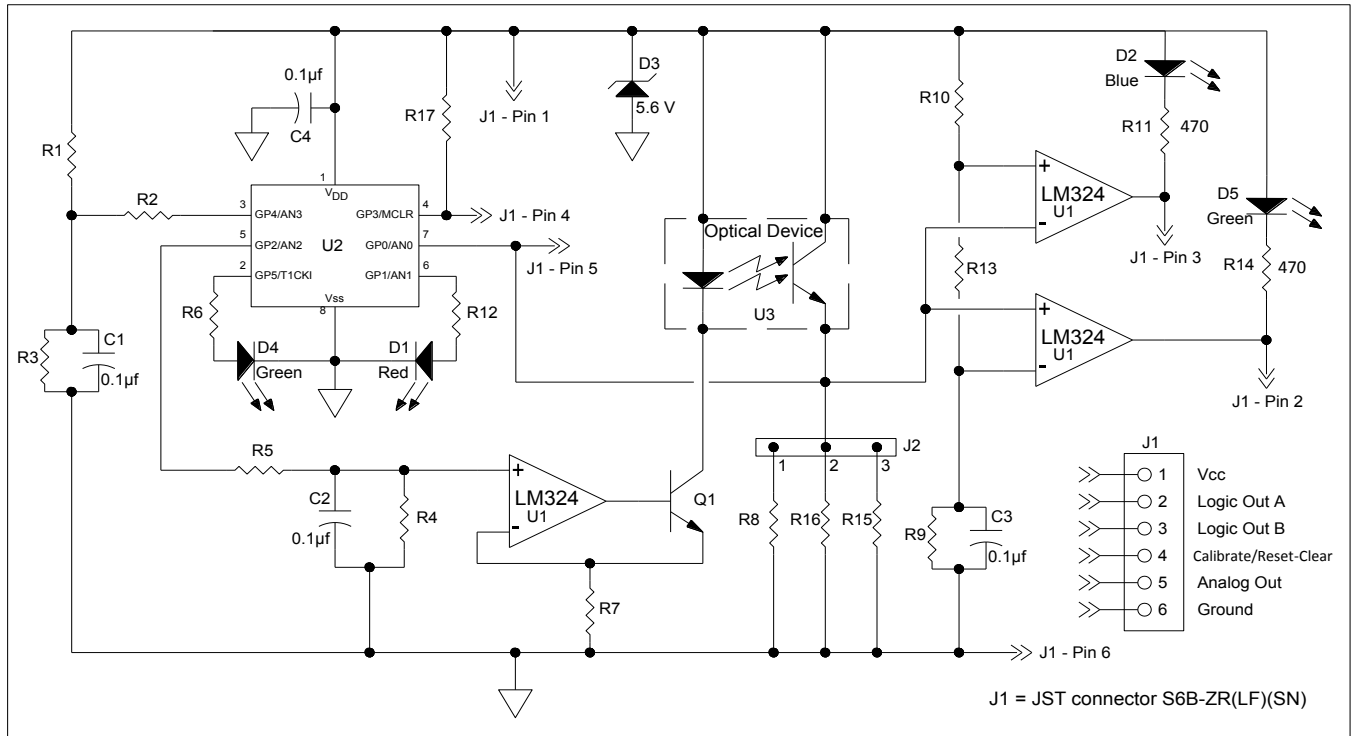 D2
Blue
0.1µf
C4
D3
5.6 V
R17
J1 - Pin 1
R10
R11
470
R1
R2
1
VDD
3
GP4/AN3
GP3/MCLR
4
J1 - Pin 4
5
GP2/AN2
U2
GP0/AN0
7
J1 - Pin 5
2
GP5/T1CKI
GP1/AN1
6
Vss
8
R6
R12
D4
Green
D1
Red
Optical Device
U3
+
LM324
U1
-
J1 - Pin 3
D5
Green
R14
470
R13
+
LM324
U1
-
J1 - Pin 2
R3
C1
0.1µf
R5
C2
0.1µf
R4
+
LM324
U1
-
Q1
R7
J2
1
2
3
R8
R16
R15
R9
C3
0.1µf
J1
1 Vcc
2 Logic Out A
3 Logic Out B
4 Calibrate/Reset-Clear
5 Analog Out
6 Ground
J1 - Pin 6
J1 = JST connector S6B-ZR(LF)(SN)